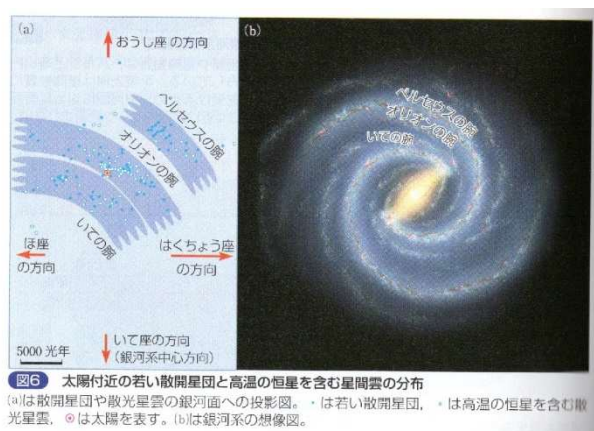 (a)
おうし座の方向
ペルセウスの腕
オリオンの腕
いての腕
ほ座
の方向
はくちょう座
の方向
いて座の方向
(銀河系中心方向)
5000 光年
(b)
ペルセウスの腕
オリオンの腕
いての腕
図6 太陽付近の若い散開星団と高温の恒星を含む星間雲の分布
(a)は散開星団や散光星雲の銀河面への投影図。・は若い散開星団，◦は高温の恒星を含む散
光星雲，◉は太陽を表す。(b)は銀河系の想像図。